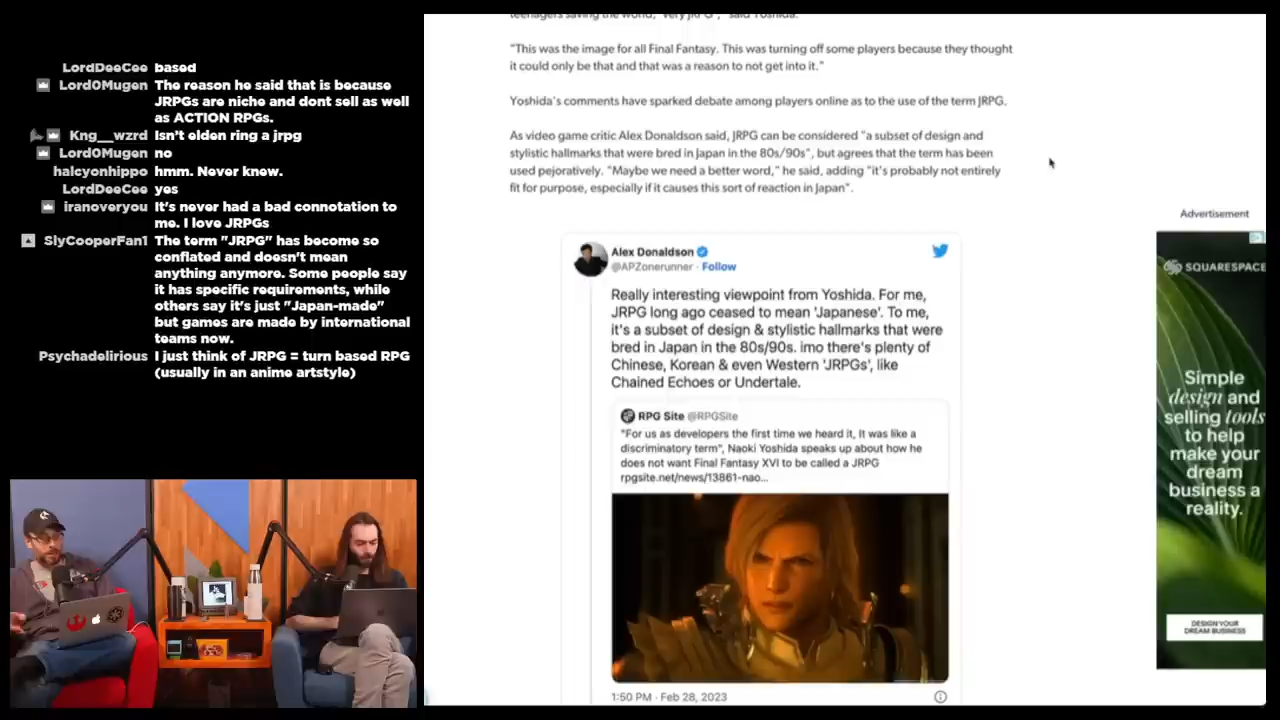 LordDeeCee based
Lord0Mugen The reason he said that is because
JRPGs are niche and dont sell as well
as ACTION RPGs.
Kng__wzrd Isn't elden ring a jrpg
Lord0Mugen no
halcyonhippo hmm. Never knew.
LordDeeCee yes
iranoveryou It's never had a bad connotation to
me. I love JRPGs
SlyCooperFan1 The term "JRPG" has become so
conflated and doesn't mean
anything anymore. Some people say
it has specific requirements, while
others say it's just "Japan-made"
but games are made by international
teams now.
Psychadelirious I just think of JRPG = turn based RPG
(usually in an anime artstyle)
teenagers saving the world, "very JRPG", said Yoshida.
"This was the image for all Final Fantasy. This was turning off some players because they thought
it could only be that and that was a reason to not get into it."
Yoshida's comments have sparked debate among players online as to the use of the term JRPG.
As video game critic Alex Donaldson said, JRPG can be considered "a subset of design and
stylistic hallmarks that were bred in Japan in the 80s/90s", but agrees that the term has been
used pejoratively. "Maybe we need a better word," he said, adding "it's probably not entirely
fit for purpose, especially if it causes this sort of reaction in Japan".
Alex Donaldson
@APZonerunner · Follow
Really interesting viewpoint from Yoshida. For me,
JRPG long ago ceased to mean 'Japanese'. To me,
it's a subset of design & stylistic hallmarks that were
bred in Japan in the 80s/90s. imo there's plenty of
Chinese, Korean & even Western 'JRPGs', like
Chained Echoes or Undertale.
RPG Site @RPGSite
"For us as developers the first time we heard it, It was like a
discriminatory term", Naoki Yoshida speaks up about how he
does not want Final Fantasy XVI to be called a JRPG
rpgsite.net/news/13861-nao...
1:50 PM · Feb 28, 2023
Advertisement
SQUARESPACE
Simple
design and
selling tools
to help
make your
dream
business a
reality.
DESIGN YOUR
DREAM BUSINESS